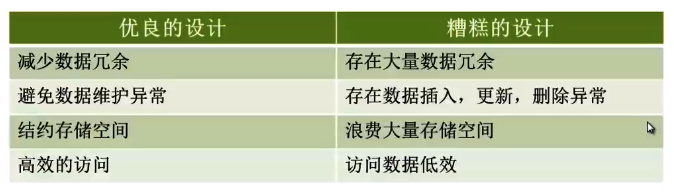 优良的设计 糟糕的设计
减少数据冗余 存在大量数据冗余
避免数据维护异常 存在数据插入，更新，删除异常
结约存储空间 浪费大量存储空间
高效的访问 访问数据低效